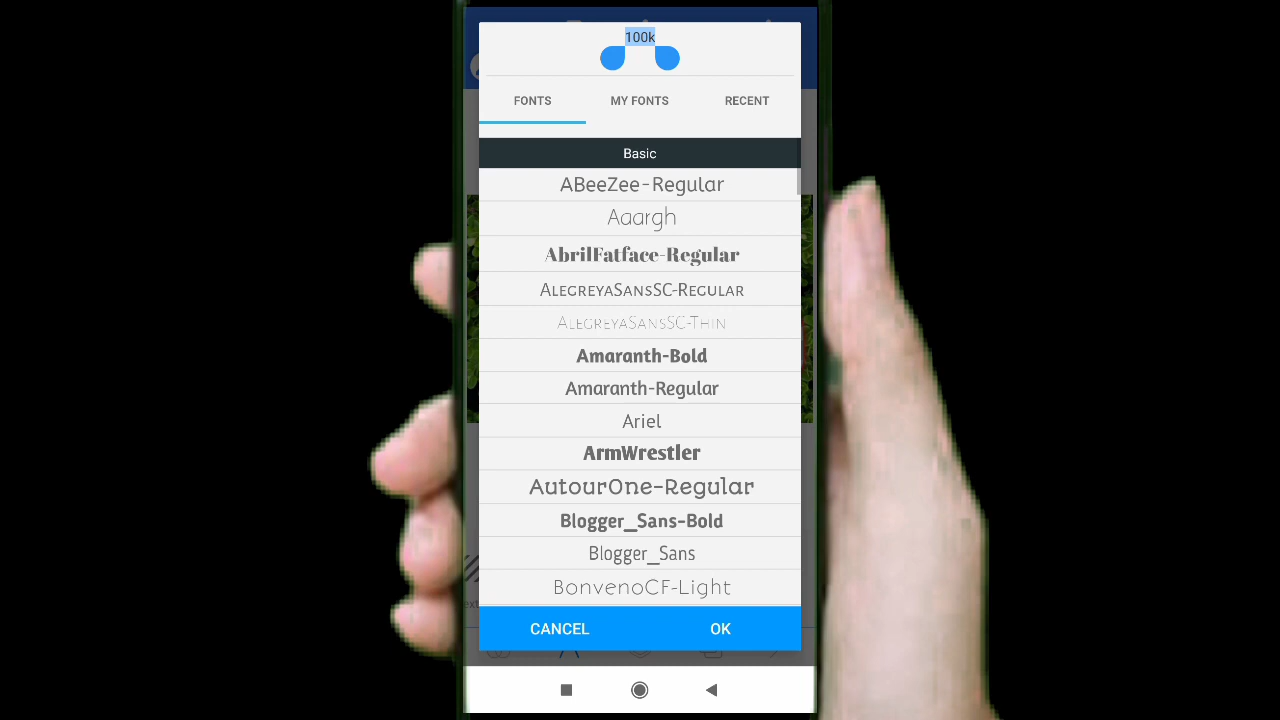 100k
FONTS MY FONTS RECENT
Basic
ABeeZee-Regular
Aaargh
AbrilFatface-Regular
AlegreyaSansSC-Regular
AlegreyaSansSC-Thin
Amaranth-Bold
Amaranth-Regular
Ariel
ArmWrestler
AutourOne-Regular
Blogger_Sans-Bold
Blogger_Sans
BonvenoCF-Light
CANCEL OK